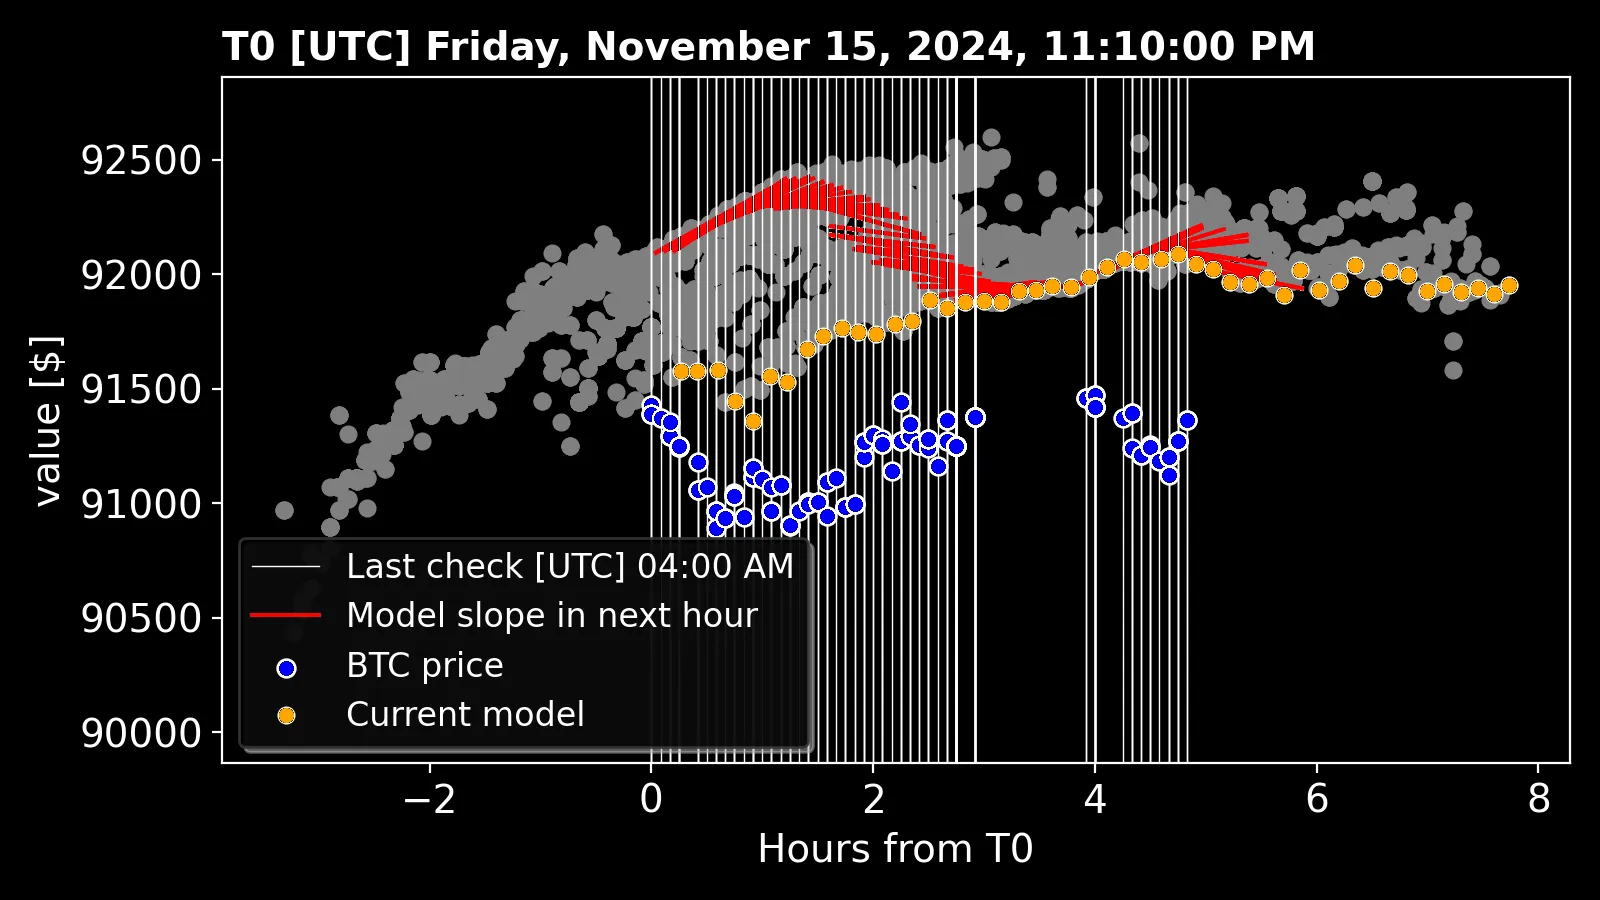 T0 [UTC] Friday, November 15, 2024, 11:10:00 PM
value [$]
92500
92000
91500
91000
90500
90000
Last check [UTC] 04:00 AM
Model slope in next hour
BTC price
Current model
−2 0 2 4 6 8
Hours from T0